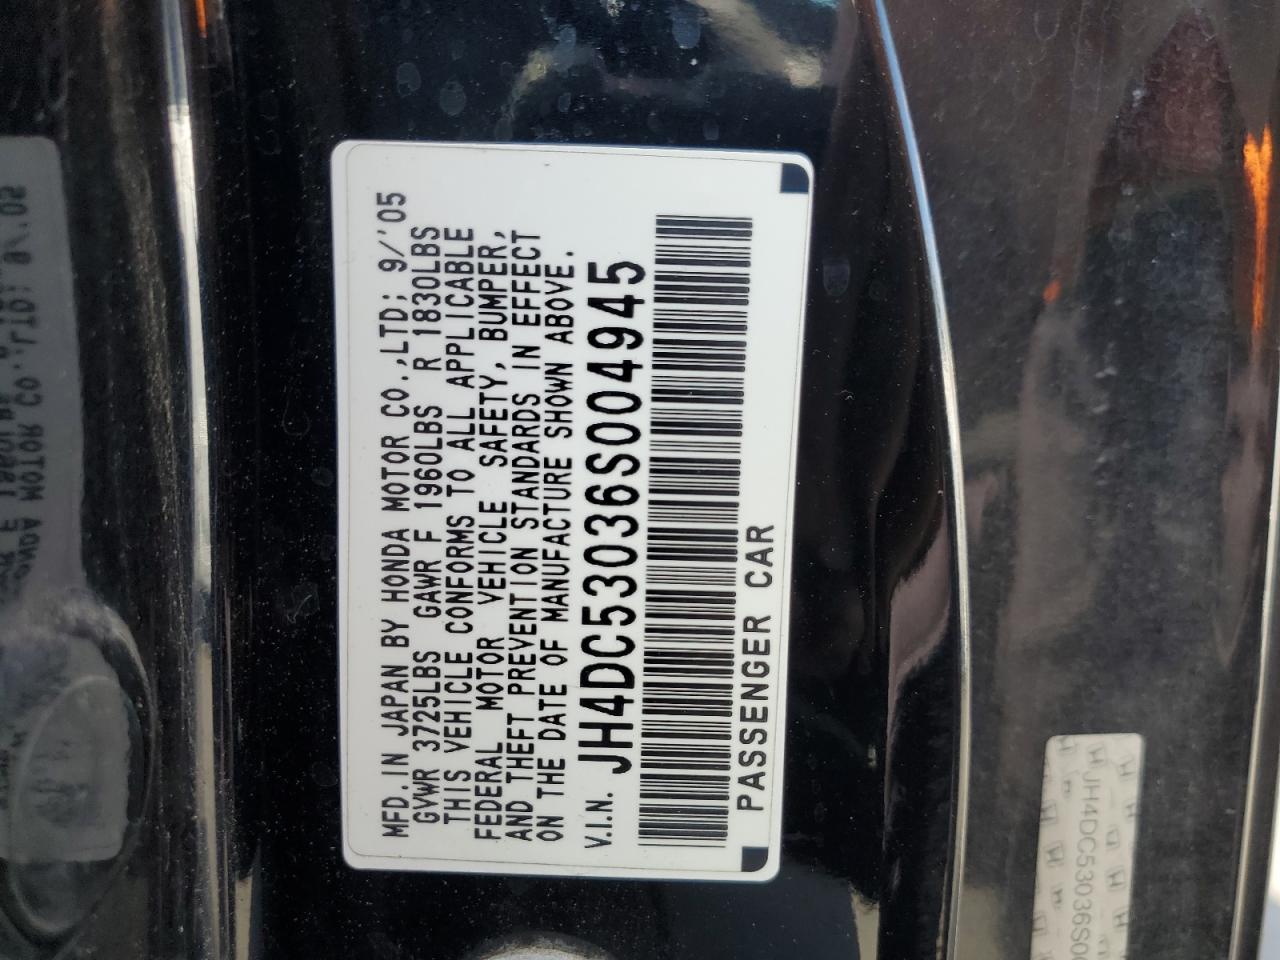 MFD. IN JAPAN BY HONDA MOTOR CO.,LTD; 9/'05
GVWR 3725LBS GAWR F 1960LBS R 1830LBS
THIS VEHICLE CONFORMS TO ALL APPLICABLE
FEDERAL MOTOR VEHICLE SAFETY, BUMPER,
AND THEFT PREVENTION STANDARDS IN EFFECT
ON THE DATE OF MANUFACTURE SHOWN ABOVE.
V.I.N. JH4DC53036S004945
PASSENGER CAR
JH4DC53036S0